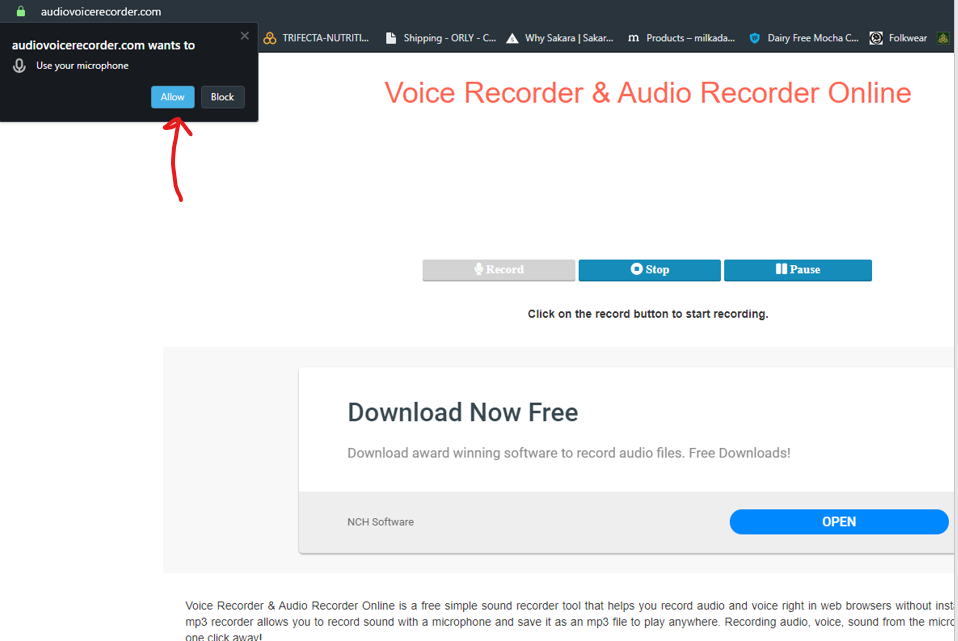 audiovoicerecorder.com
audiovoicerecorder.com wants to
Use your microphone
Allow Block
TRIFECTA-NUTRITI... Shipping - ORLY - C... Why Sakara | Sakar... m Products – milkada... Dairy Free Mocha C... Folkwear
Voice Recorder & Audio Recorder Online
Record Stop Pause
Click on the record button to start recording.
Download Now Free
Download award winning software to record audio files. Free Downloads!
NCH Software OPEN
Voice Recorder & Audio Recorder Online is a free simple sound recorder tool that helps you record audio and voice right in web browsers without
mp3 recorder allows you to record sound with a microphone and save it as an mp3 file to play anywhere. Recording audio, voice, sound from the
one click away!